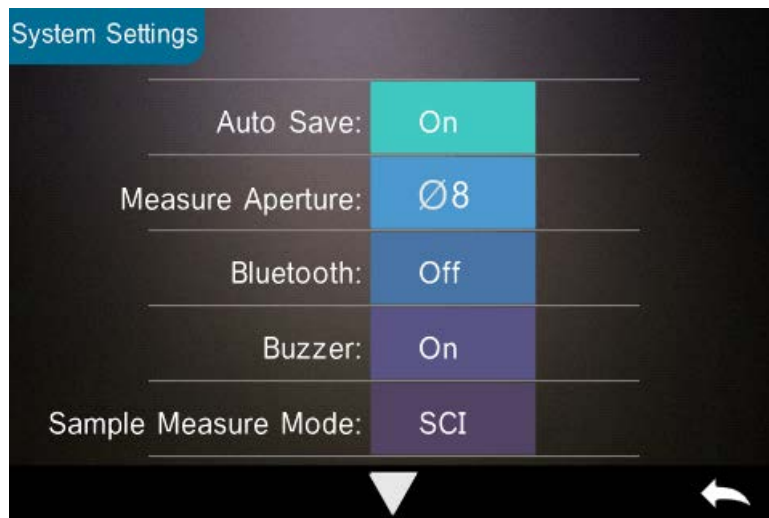 System Settings
Auto Save: On
Measure Aperture: Ø8
Bluetooth: Off
Buzzer: On
Sample Measure Mode: SCI